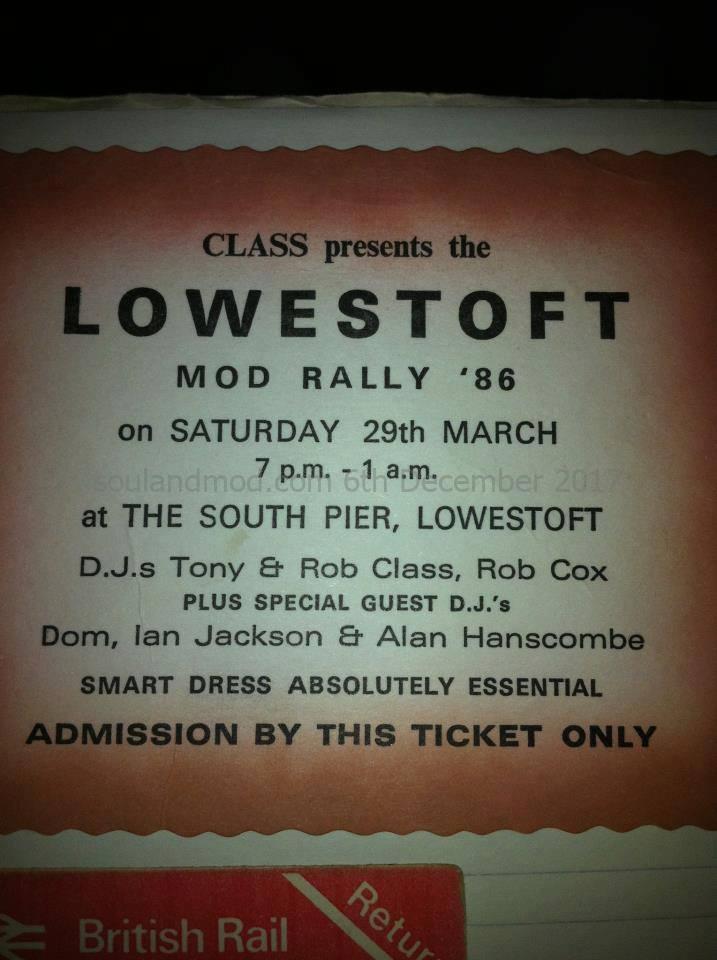 CLASS presents the
LOWESTOFT
MOD RALLY '86
on SATURDAY 29th MARCH
7 p.m. - 1 a.m.
soulandmod.com 6th December 2017
at THE SOUTH PIER, LOWESTOFT
D.J.s Tony & Rob Class, Rob Cox
PLUS SPECIAL GUEST D.J.'s
Dom, Ian Jackson & Alan Hanscombe
SMART DRESS ABSOLUTELY ESSENTIAL
ADMISSION BY THIS TICKET ONLY
British Rail
Retur